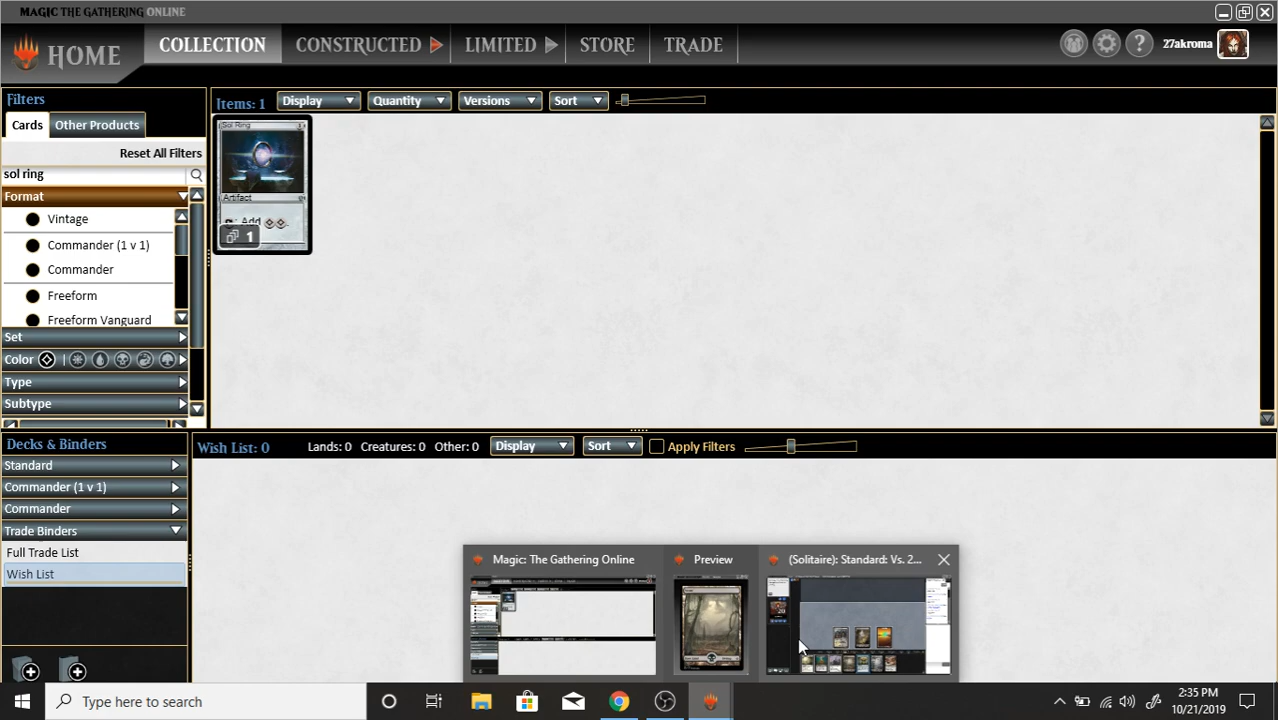 MAGIC THE GATHERING ONLINE
HOME
COLLECTION
CONSTRUCTED
LIMITED
STORE
TRADE
27akroma
Filters
Cards
Other Products
Reset All Filters
sol ring
Format
Vintage
Commander (1 v 1)
Commander
Freeform
Freeform Vanguard
Set
Color
Type
Subtype
Items: 1
Display
Quantity
Versions
Sort
Sol Ring
Artifact
: Add
1
Decks & Binders
Standard
Commander (1 v 1)
Commander
Trade Binders
Full Trade List
Wish List
Wish List: 0
Lands: 0
Creatures: 0
Other: 0
Display
Sort
Apply Filters
Magic: The Gathering Online
Preview
(Solitaire): Standard: Vs. 2...
Type here to search
2:35 PM
10/21/2019